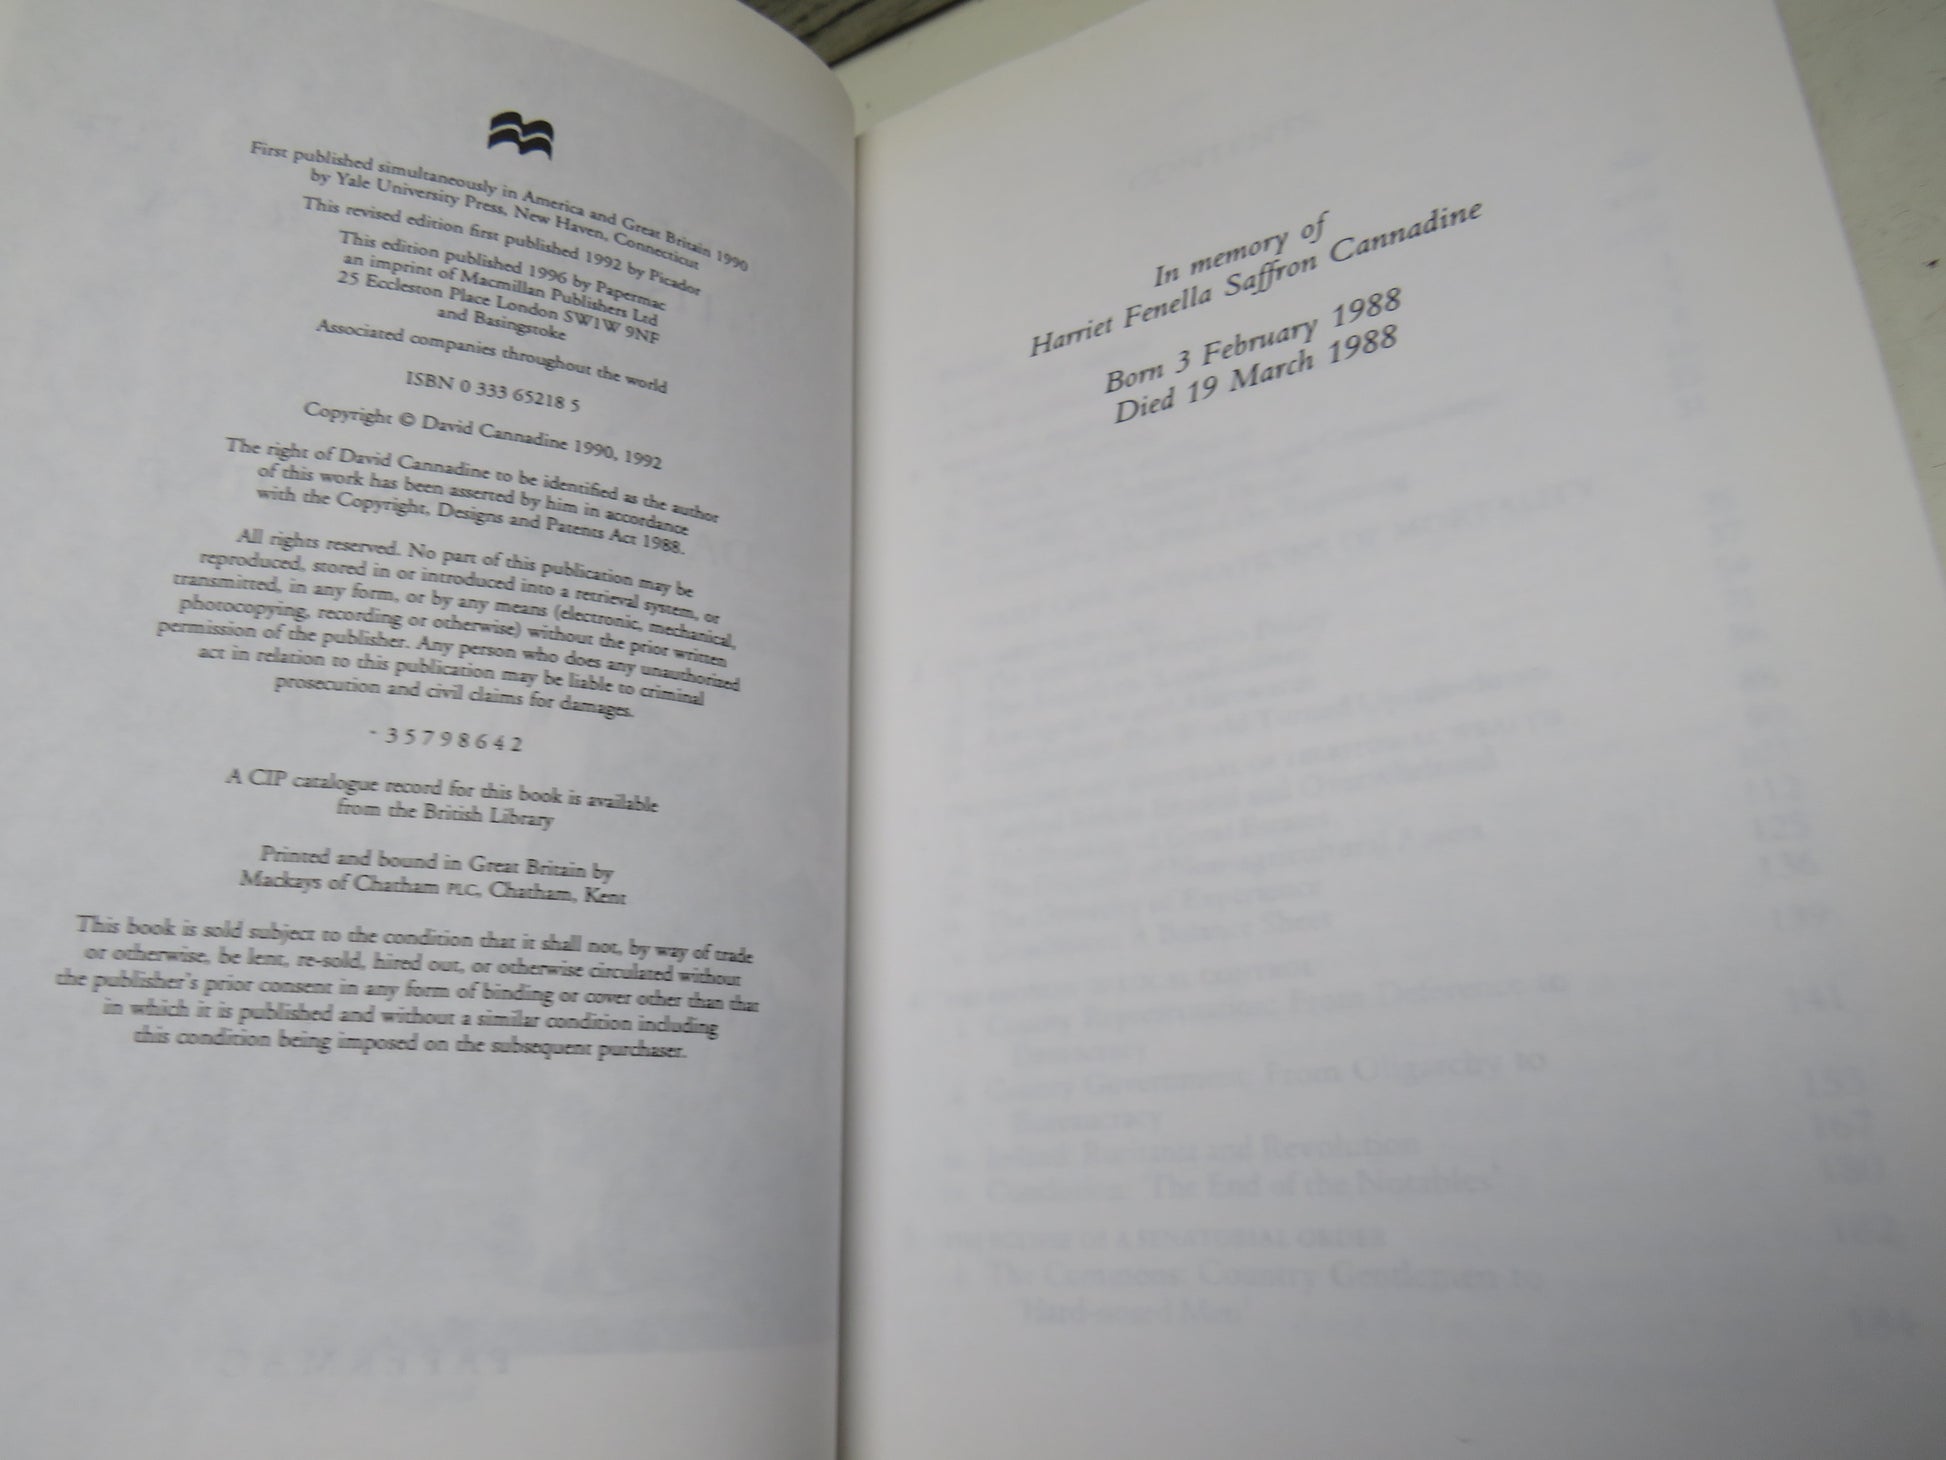 First published simultaneously in America and Great Britain 1990
by Yale University Press, New Haven, Connecticut
This revised edition first published 1992 by Picador
This edition published 1996 by Papermac
an imprint of Macmillan Publishers Ltd
25 Eccleston Place London SW1W 9NF
and Basingstoke
Associated companies throughout the world
ISBN 0 333 65218 5
Copyright © David Cannadine 1990, 1992
The right of David Cannadine to be identified as the author
of this work has been asserted by him in accordance
with the Copyright, Designs and Patents Act 1988.
All rights reserved. No part of this publication may be
reproduced, stored in or introduced into a retrieval system, or
transmitted, in any form, or by any means (electronic, mechanical,
photocopying, recording or otherwise) without the prior written
permission of the publisher. Any person who does any unauthorized
act in relation to this publication may be liable to criminal
prosecution and civil claims for damages.
3 5 7 9 8 6 4 2
A CIP catalogue record for this book is available
from the British Library
Printed and bound in Great Britain by
Mackays of Chatham PLC, Chatham, Kent
This book is sold subject to the condition that it shall not, by way of trade
or otherwise, be lent, re-sold, hired out, or otherwise circulated without
the publisher's prior consent in any form of binding or cover other than that
in which it is published and without a similar condition including
this condition being imposed on the subsequent purchaser.
In memory of
Harriet Fenella Saffron Cannadine
Born 3 February 1988
Died 19 March 1988